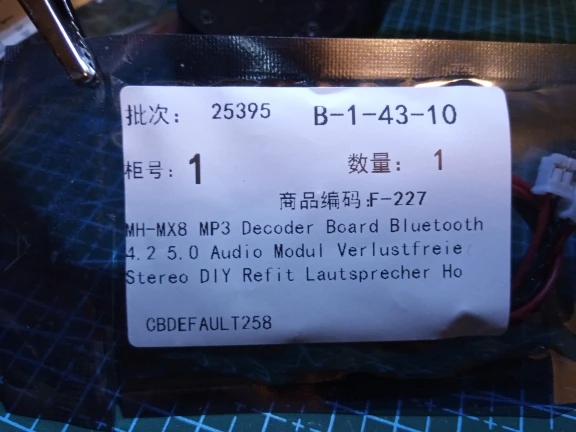 批次: 25395 B-1-43-10
柜号: 1 数量: 1
商品编码:F-227
MH-MX8 MP3 Decoder Board Bluetooth
4.2 5.0 Audio Modul Verlustfreie
Stereo DIY Refit Lautsprecher Ho
CBDEFAULT258